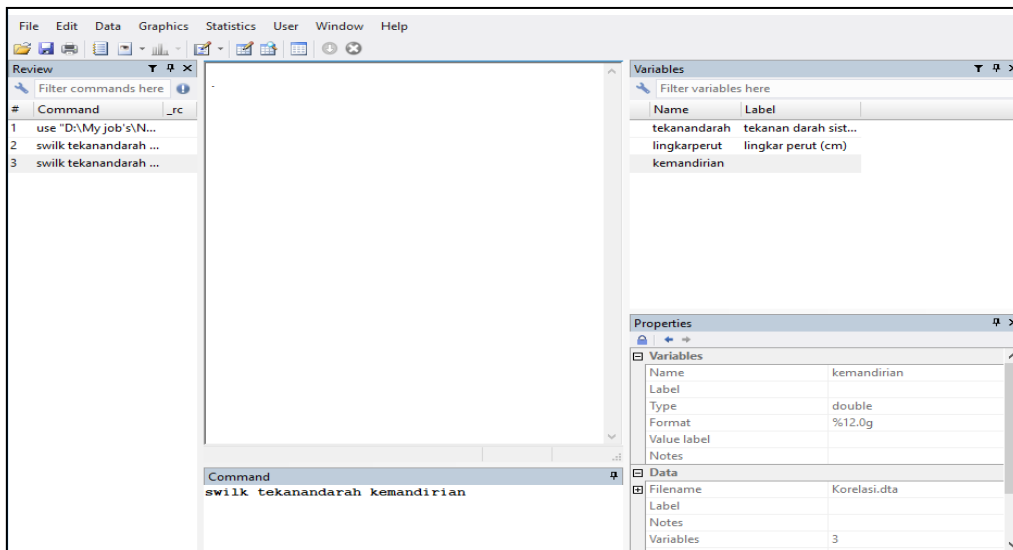 File Edit Data Graphics Statistics User Window Help
Review
Filter commands here
# Command _rc
1 use "D:\My job's\N...
2 swilk tekanandarah ...
3 swilk tekanandarah ...
.
Command
swilk tekanandarah kemandirian
Variables
Filter variables here
Name Label
tekanandarah tekanan darah sist...
lingkarperut lingkar perut (cm)
kemandirian
Properties
Variables
Name kemandirian
Label
Type double
Format %12.0g
Value label
Notes
Data
Filename Korelasi.dta
Label
Notes
Variables 3